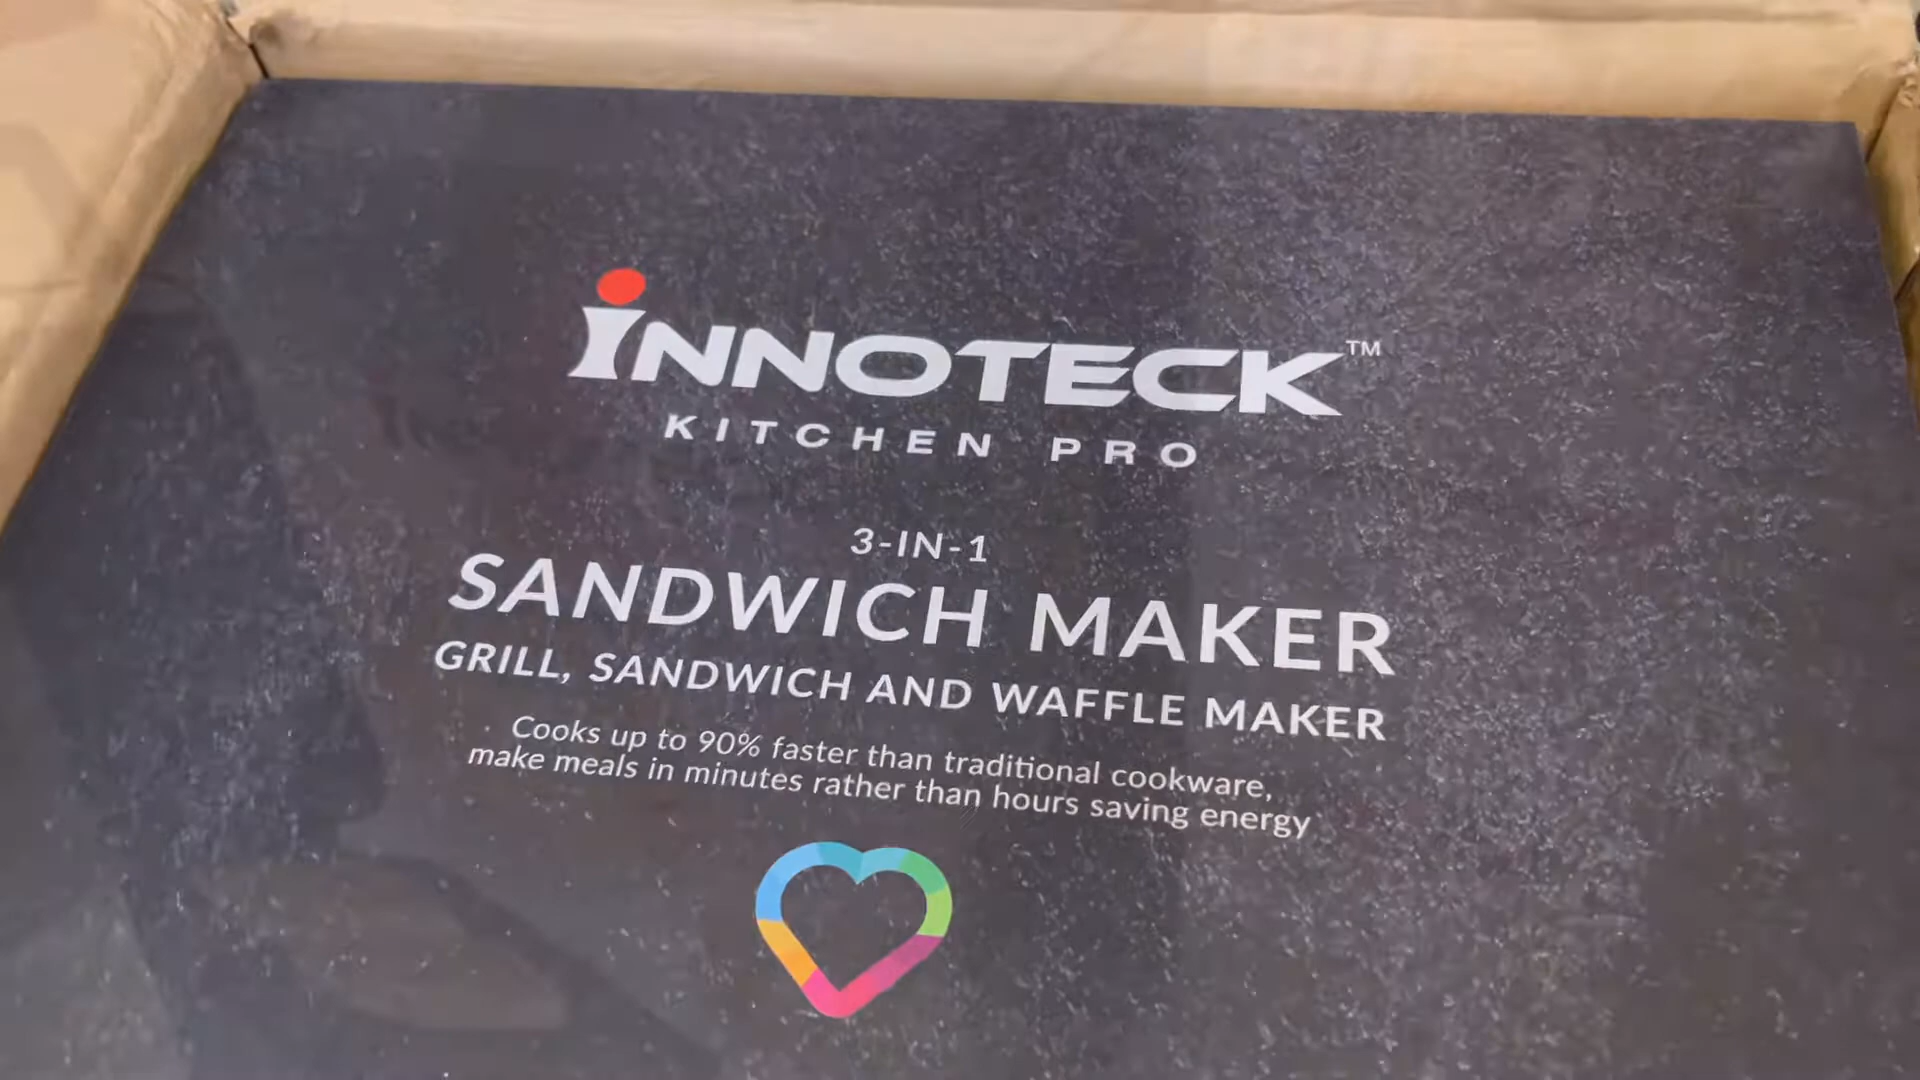 INNOTECK™
KITCHEN PRO
3-IN-1
SANDWICH MAKER
GRILL, SANDWICH AND WAFFLE MAKER
Cooks up to 90% faster than traditional cookware,
make meals in minutes rather than hours saving energy